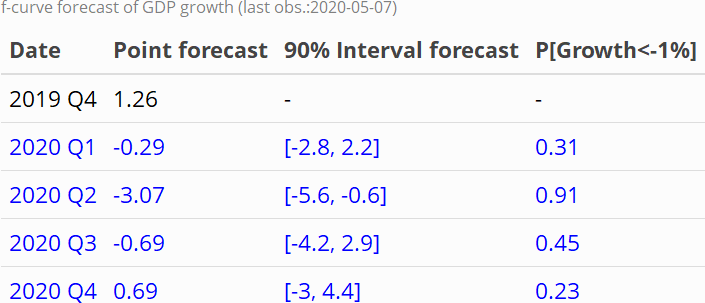 f-curve forecast of GDP growth (last obs.:2020-05-07)
Date Point forecast 90% Interval forecast P[Growth<-1%]
2019 Q4 1.26 - -
2020 Q1 -0.29 [-2.8, 2.2] 0.31
2020 Q2 -3.07 [-5.6, -0.6] 0.91
2020 Q3 -0.69 [-4.2, 2.9] 0.45
2020 Q4 0.69 [-3, 4.4] 0.23